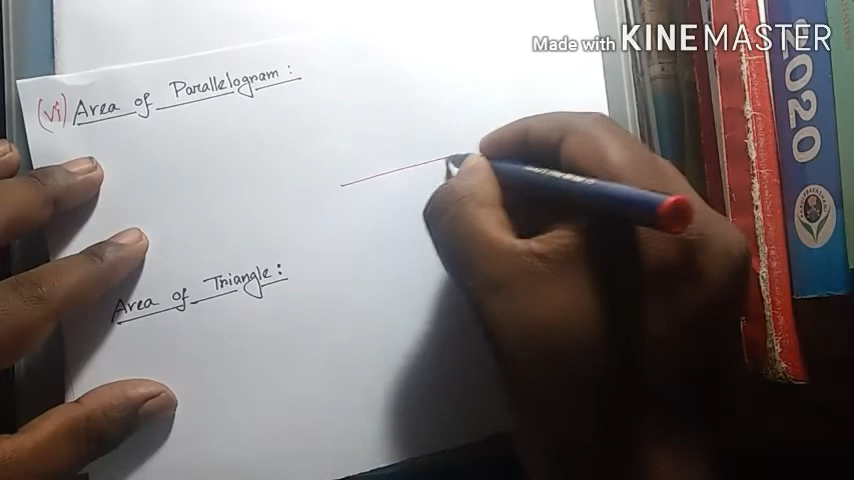 Made with KINEMASTER
(vi) Area of Parallelogram :
Area of Triangle :
2020